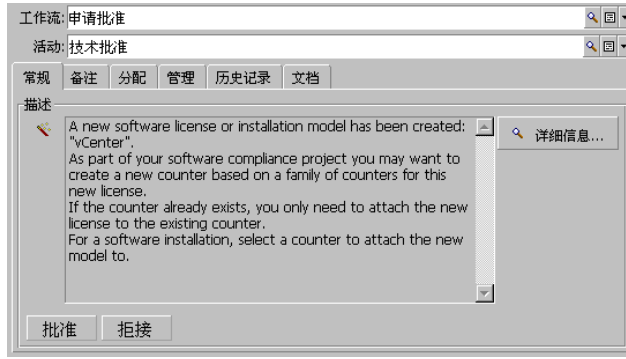 工作流: 申请批准
活动: 技术批准
常规 备注 分配 管理 历史记录 文档
描述
A new software license or installation model has been created:
"vCenter".
As part of your software compliance project you may want to
create a new counter based on a family of counters for this
new license.
If the counter already exists, you only need to attach the new
license to the existing counter.
For a software installation, select a counter to attach the new
model to.
详细信息...
批准 拒接